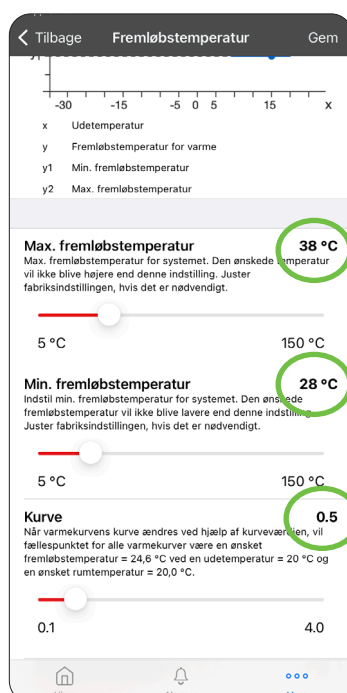 Tilbage Fremløbstemperatur Gem
-30 -15 -5 0 5 15 x
x Udetemperatur
y Fremløbstemperatur for varme
y1 Min. fremløbstemperatur
y2 Max. fremløbstemperatur
Max. fremløbstemperatur 38 °C
Max. fremløbstemperatur for systemet. Den ønskede temperatur
vil ikke blive højere end denne indstilling. Juster
fabriksindstillingen, hvis det er nødvendigt.
5 °C 150 °C
Min. fremløbstemperatur 28 °C
Indstil min. fremløbstemperatur for systemet. Den ønskede
fremløbstemperatur vil ikke blive lavere end denne indstilling.
Juster fabriksindstillingen, hvis det er nødvendigt.
5 °C 150 °C
Kurve 0.5
Når varmekurvens kurve ændres ved hjælp af kurveværdien, vil
fællespunktet for alle varmekurver være en ønsket
fremløbstemperatur = 24,6 °C ved en udetemperatur = 20 °C og
en ønsket rumtemperatur = 20,0 °C.
0.1 4.0